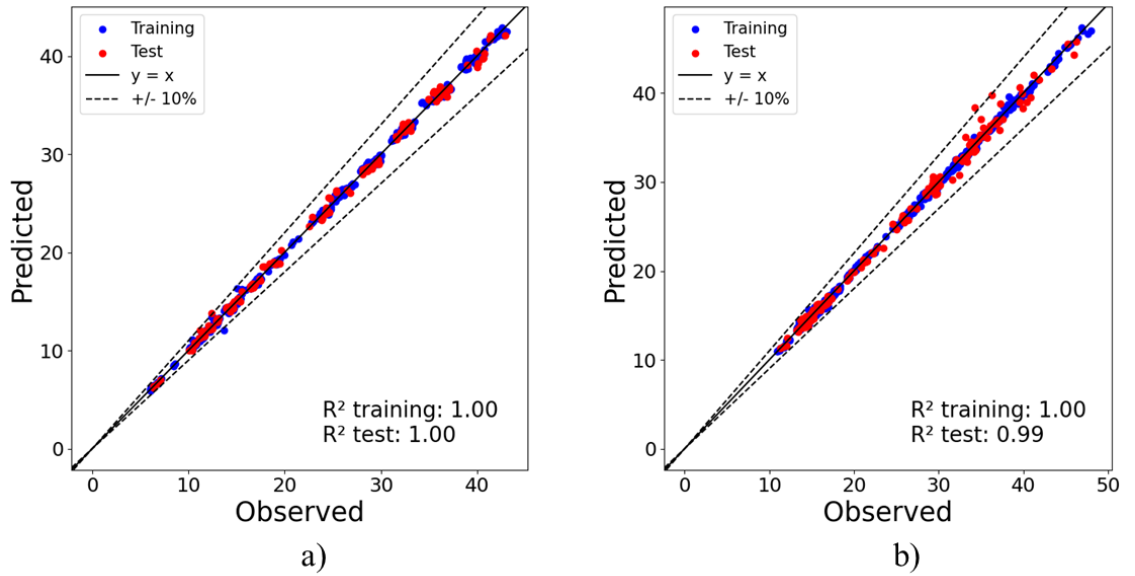 Training
Test
y = x
+/- 10%
40
30
20
10
0
Predicted
R² training: 1.00
R² test: 1.00
0 10 20 30 40
Observed
a)
Training
Test
y = x
+/- 10%
40
30
20
10
0
Predicted
R² training: 1.00
R² test: 0.99
0 10 20 30 40 50
Observed
b)